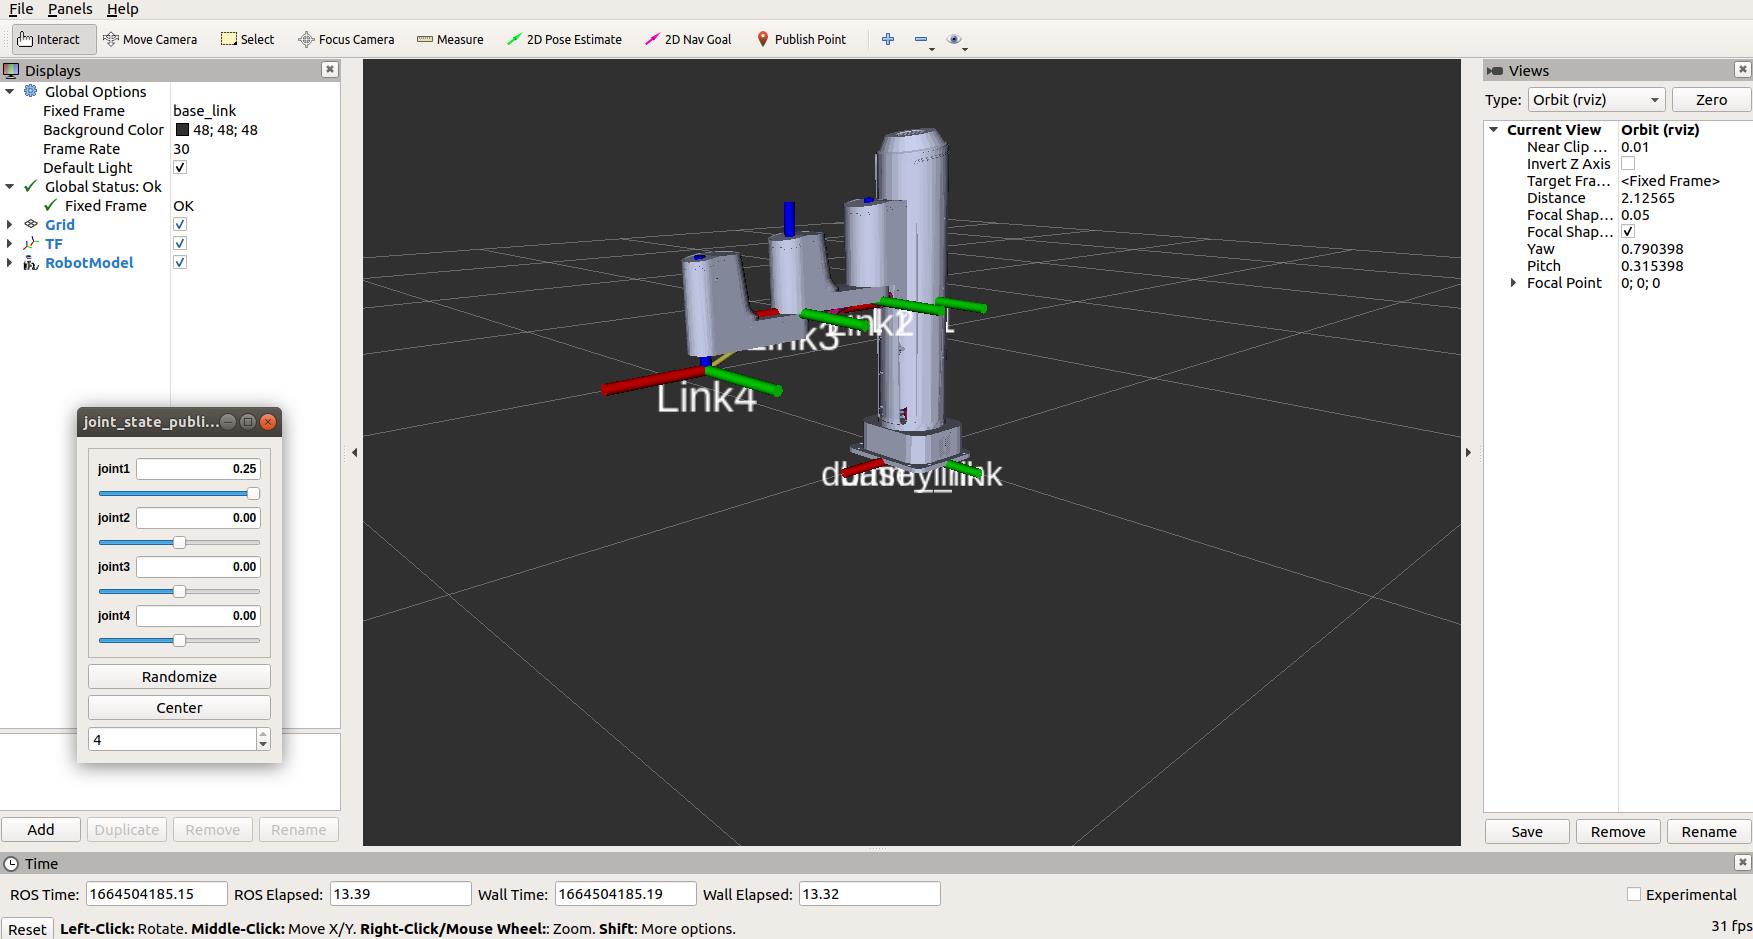 File Panels Help
Interact Move Camera Select Focus Camera Measure 2D Pose Estimate 2D Nav Goal Publish Point
Displays
Global Options
Fixed Frame base_link
Background Color 48; 48; 48
Frame Rate 30
Default Light
Global Status: Ok
Fixed Frame OK
Grid
TF
RobotModel
joint_state_publi...
joint1 0.25
joint2 0.00
joint3 0.00
joint4 0.00
Randomize
Center
4
Add Duplicate Remove Rename
Link2
Link4
Views
Type: Orbit (rviz) Zero
Current View Orbit (rviz)
Near Clip ... 0.01
Invert Z Axis
Target Fra... <Fixed Frame>
Distance 2.12565
Focal Shap... 0.05
Focal Shap...
Yaw 0.790398
Pitch 0.315398
Focal Point 0; 0; 0
Save Remove Rename
Time
ROS Time: 1664504185.15 ROS Elapsed: 13.39 Wall Time: 1664504185.19 Wall Elapsed: 13.32 Experimental
Reset Left-Click: Rotate. Middle-Click: Move X/Y. Right-Click/Mouse Wheel:: Zoom. Shift: More options. 31 fps